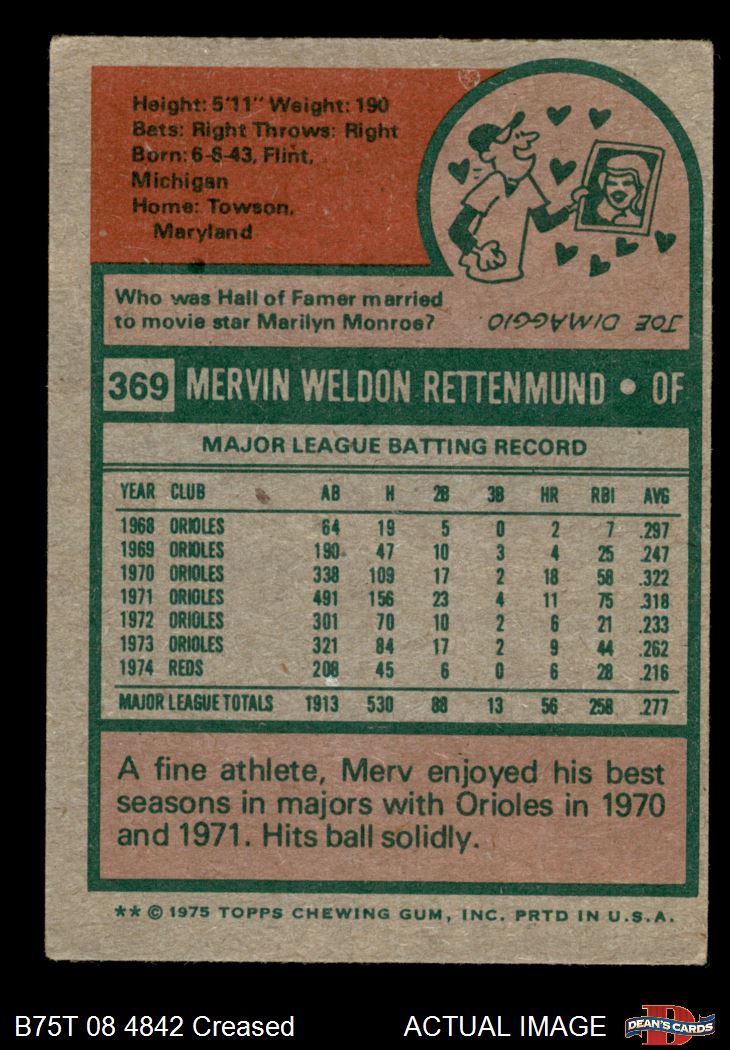 Height: 5'11" Weight: 190
Bats: Right Throws: Right
Born: 6-6-43, Flint,
Michigan
Home: Towson,
Maryland
Who was Hall of Famer married
to movie star Marilyn Monroe?
JOE DIMAGGIO
369 MERVIN WELDON RETTENMUND • OF
MAJOR LEAGUE BATTING RECORD
YEAR CLUB AB H 2B 3B HR RBI AVG
1968 ORIOLES 64 19 5 0 2 7 .297
1969 ORIOLES 190 47 10 3 4 25 .247
1970 ORIOLES 338 109 17 2 18 58 .322
1971 ORIOLES 491 156 23 4 11 75 .318
1972 ORIOLES 301 70 10 2 6 21 .233
1973 ORIOLES 321 84 17 2 9 44 .262
1974 REDS 208 45 6 0 6 28 .216
MAJOR LEAGUE TOTALS 1913 530 88 13 56 258 .277
A fine athlete, Merv enjoyed his best
seasons in majors with Orioles in 1970
and 1971. Hits ball solidly.
** © 1975 TOPPS CHEWING GUM, INC. PRTD IN U.S.A.
B75T 08 4842 Creased ACTUAL IMAGE
DEAN'S CARDS